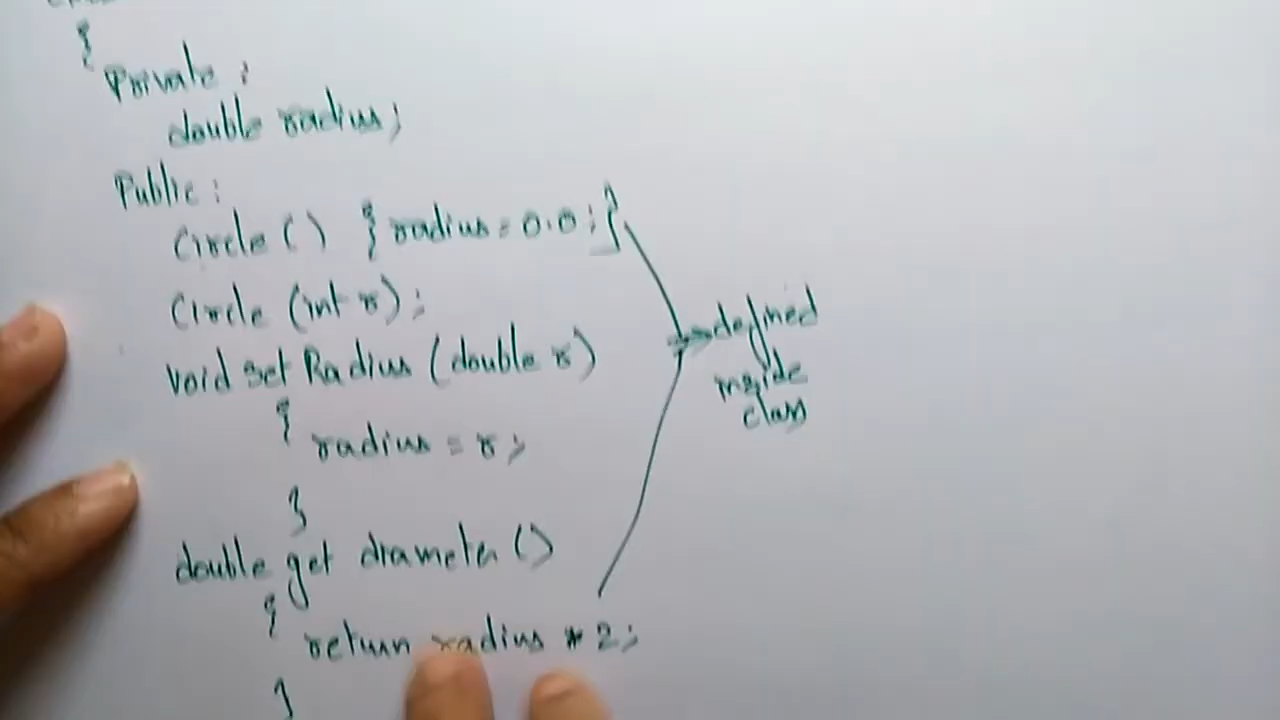 {
Private :
double radius;
Public :
Circle () { radius = 0.0 ; }
Circle (int r) ;
void set Radius (double r)
{
radius = r;
}
double get diameter ()
{
return radius * 2;
}
defined
inside
class